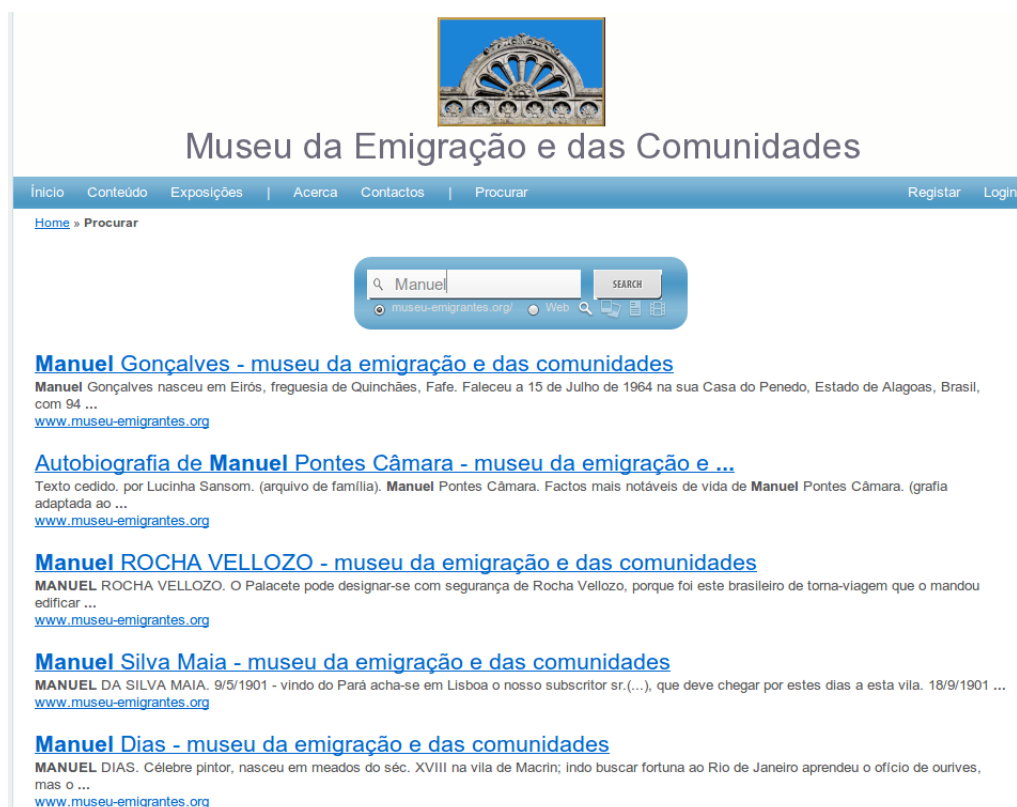 Museu da Emigração e das Comunidades
Ínicio Conteúdo Exposições | Acerca Contactos | Procurar Registar Login
Home » Procurar
Manuel SEARCH
museu-emigrantes.org/ Web
Manuel Gonçalves - museu da emigração e das comunidades
Manuel Gonçalves nasceu em Eirós, freguesia de Quinchães, Fafe. Faleceu a 15 de Julho de 1964 na sua Casa do Penedo, Estado de Alagoas, Brasil,
com 94 ...
www.museu-emigrantes.org
Autobiografia de Manuel Pontes Câmara - museu da emigração e ...
Texto cedido. por Lucinha Sansom. (arquivo de família). Manuel Pontes Câmara. Factos mais notáveis de vida de Manuel Pontes Câmara. (grafia
adaptada ao ...
www.museu-emigrantes.org
Manuel ROCHA VELLOZO - museu da emigração e das comunidades
MANUEL ROCHA VELLOZO. O Palacete pode designar-se com segurança de Rocha Vellozo, porque foi este brasileiro de torna-viagem que o mandou
edificar ...
www.museu-emigrantes.org
Manuel Silva Maia - museu da emigração e das comunidades
MANUEL DA SILVA MAIA. 9/5/1901 - vindo do Pará acha-se em Lisboa o nosso subscritor sr.(...), que deve chegar por estes dias a esta vila. 18/9/1901 ...
www.museu-emigrantes.org
Manuel Dias - museu da emigração e das comunidades
MANUEL DIAS. Célebre pintor, nasceu em meados do séc. XVIII na vila de Macrin; indo buscar fortuna ao Rio de Janeiro aprendeu o ofício de ourives,
mas o ...
www.museu-emigrantes.org